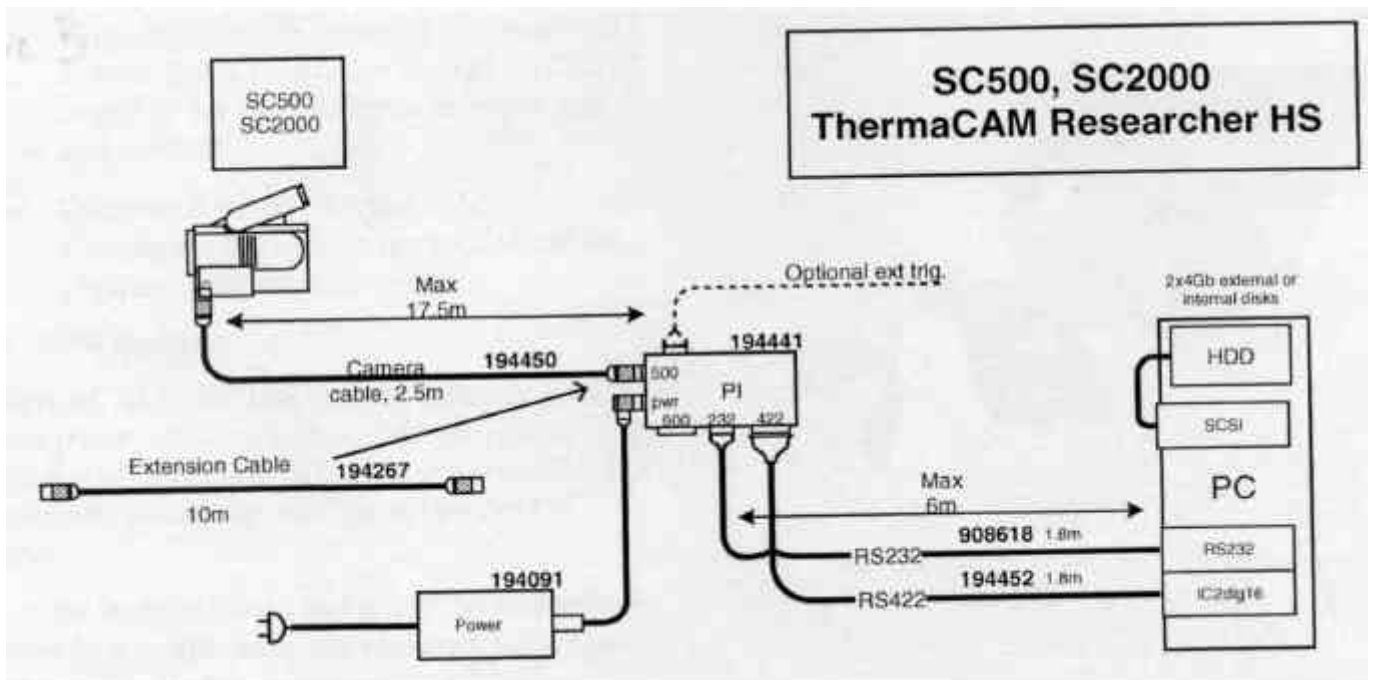 SC500
SC2000
SC500, SC2000
ThermaCAM Researcher HS
Max
17.5m
Optional ext trig.
2x4Gb external or
internal disks
194450
194441
HDD
Camera
cable, 2.5m
500
PI
pwr
600 232 422
SCSI
Extension Cable
194267
10m
PC
Max
6m
908618 1.8m
RS232
RS232
194452 1.8m
RS422
IC2dig16
194091
Power